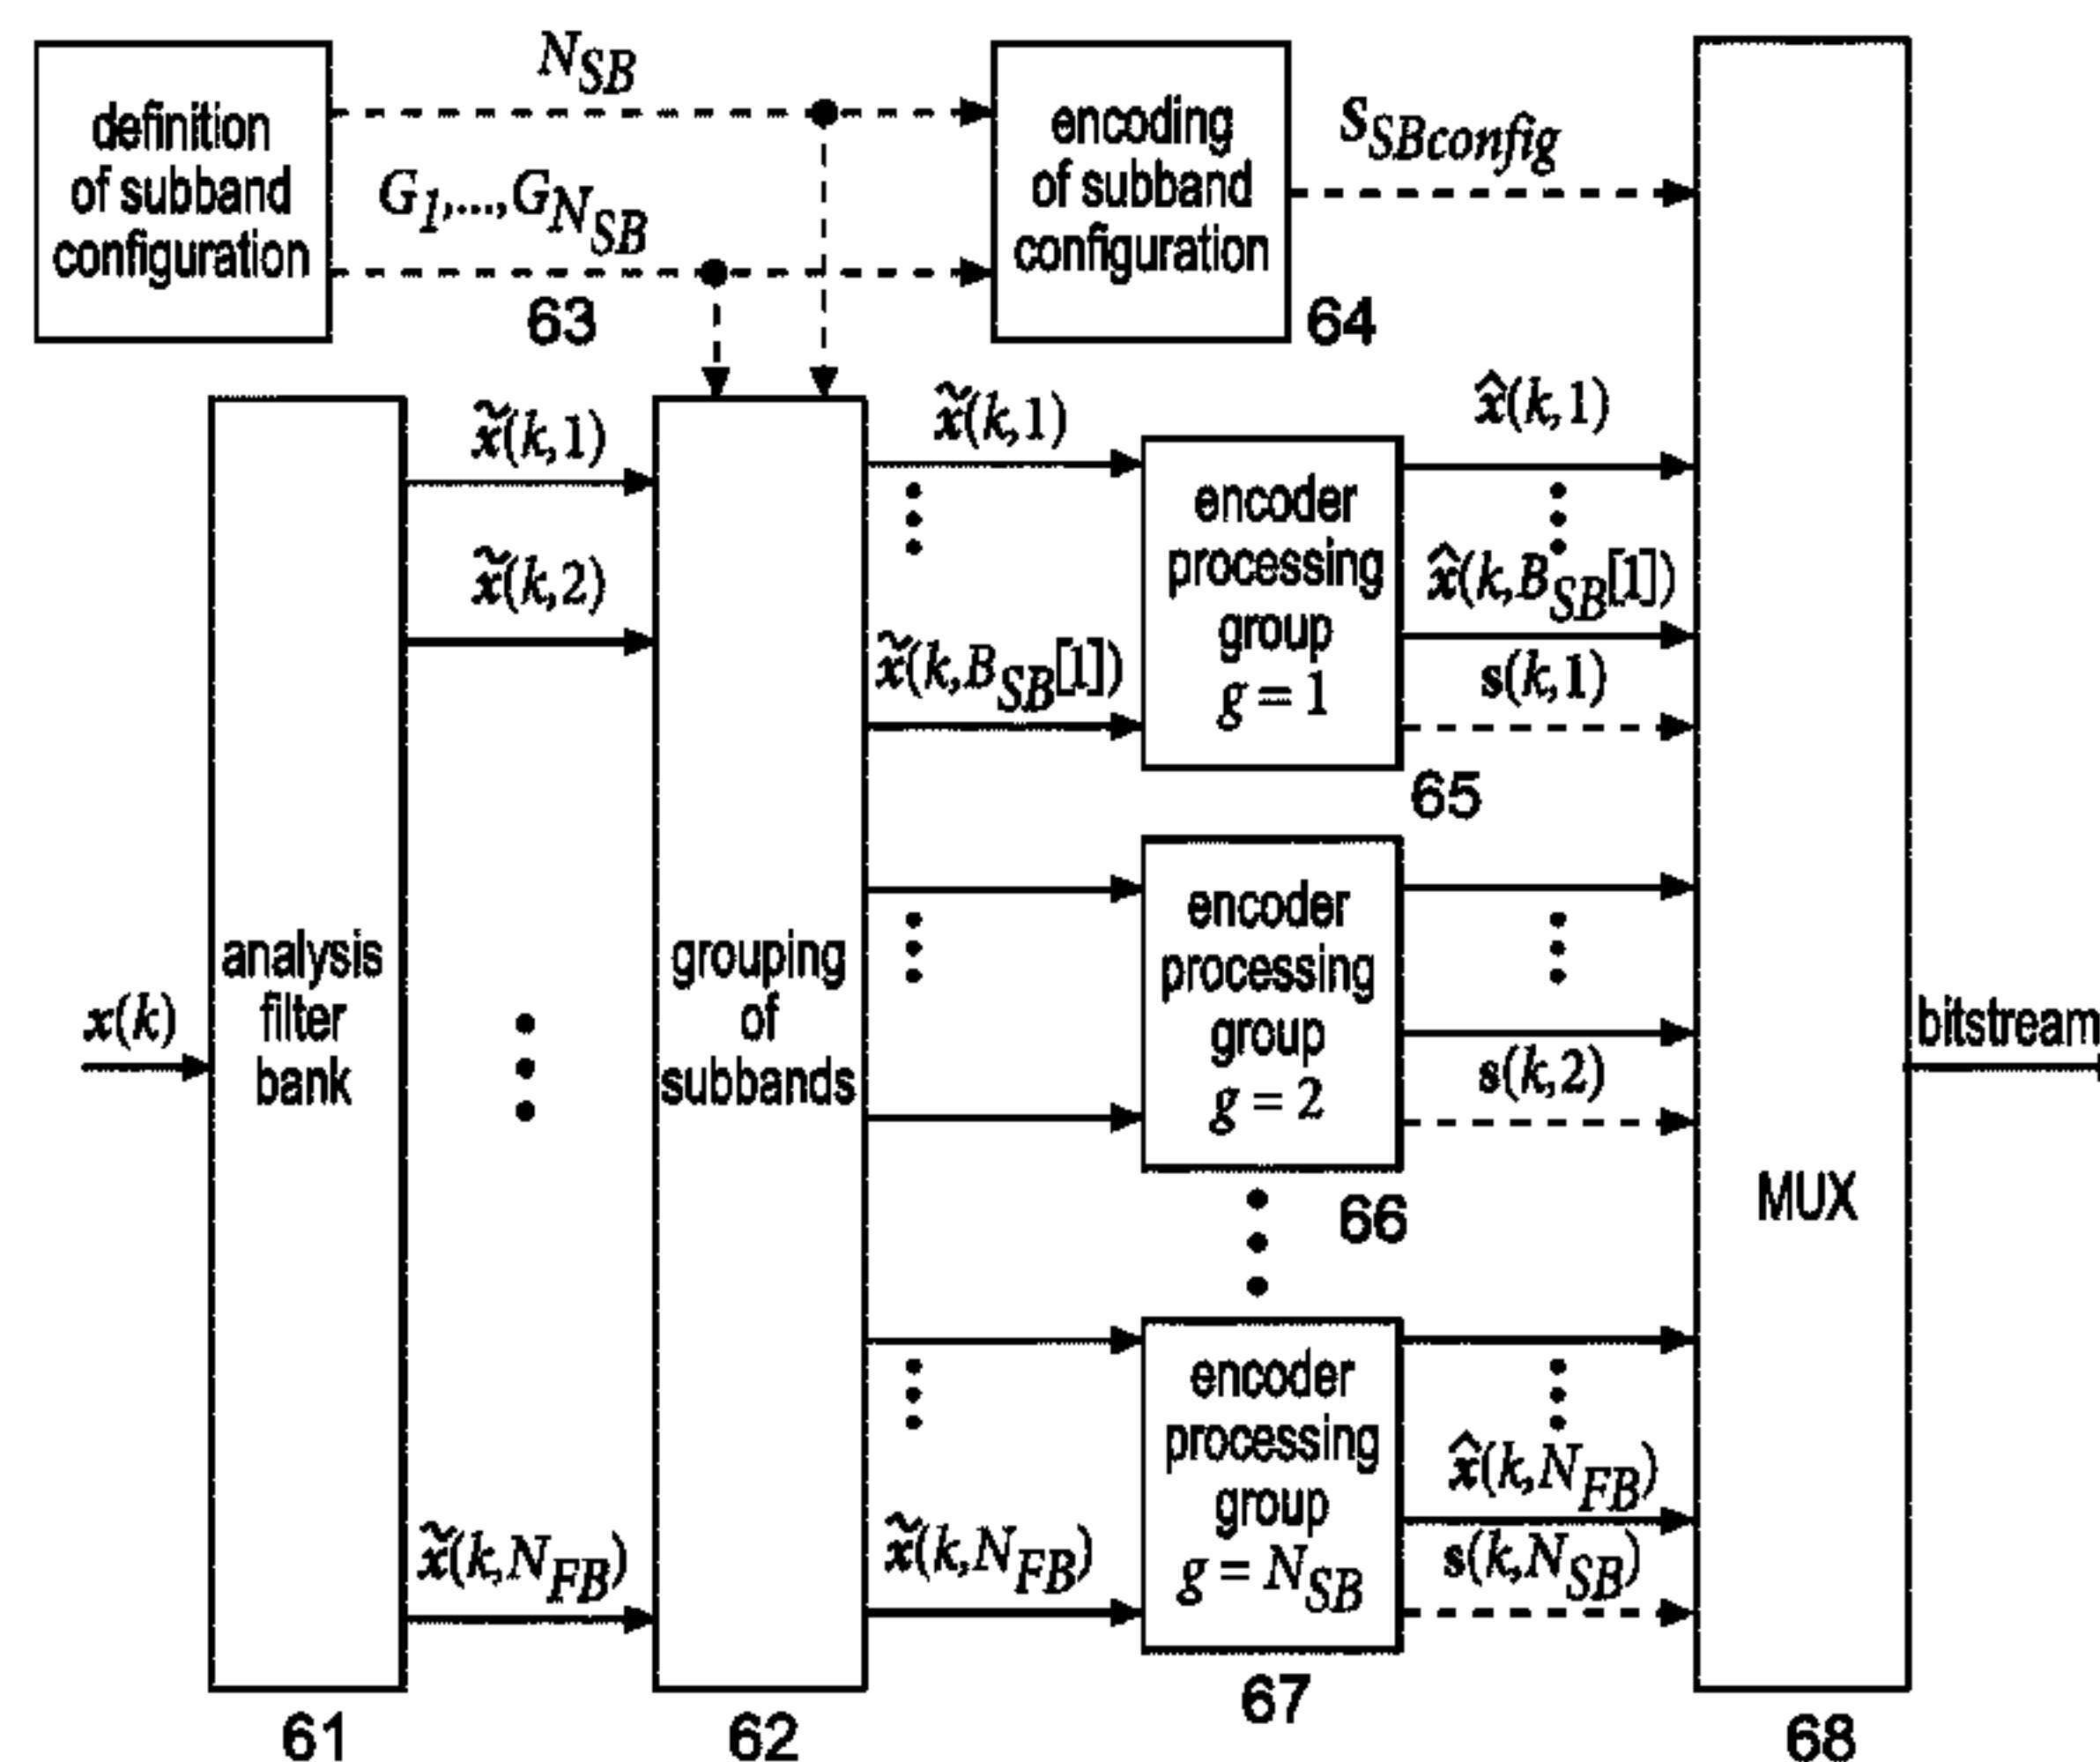 definition
of subband
configuration
N_SB
G_1,...,G_N_SB
63
encoding
of subband
configuration
64
S_SBconfig
x(k)
analysis
filter
bank
61
x̃(k,1)
x̃(k,2)
x̃(k,N_FB)
grouping
of
subbands
62
x̃(k,1)
x̃(k,B_SB[1])
x̃(k,N_FB)
encoder
processing
group
g = 1
65
x̂(k,1)
x̂(k,B_SB[1])
s(k,1)
encoder
processing
group
g = 2
66
s(k,2)
encoder
processing
group
g = N_SB
67
x̂(k,N_FB)
s(k,N_SB)
MUX
68
bitstream